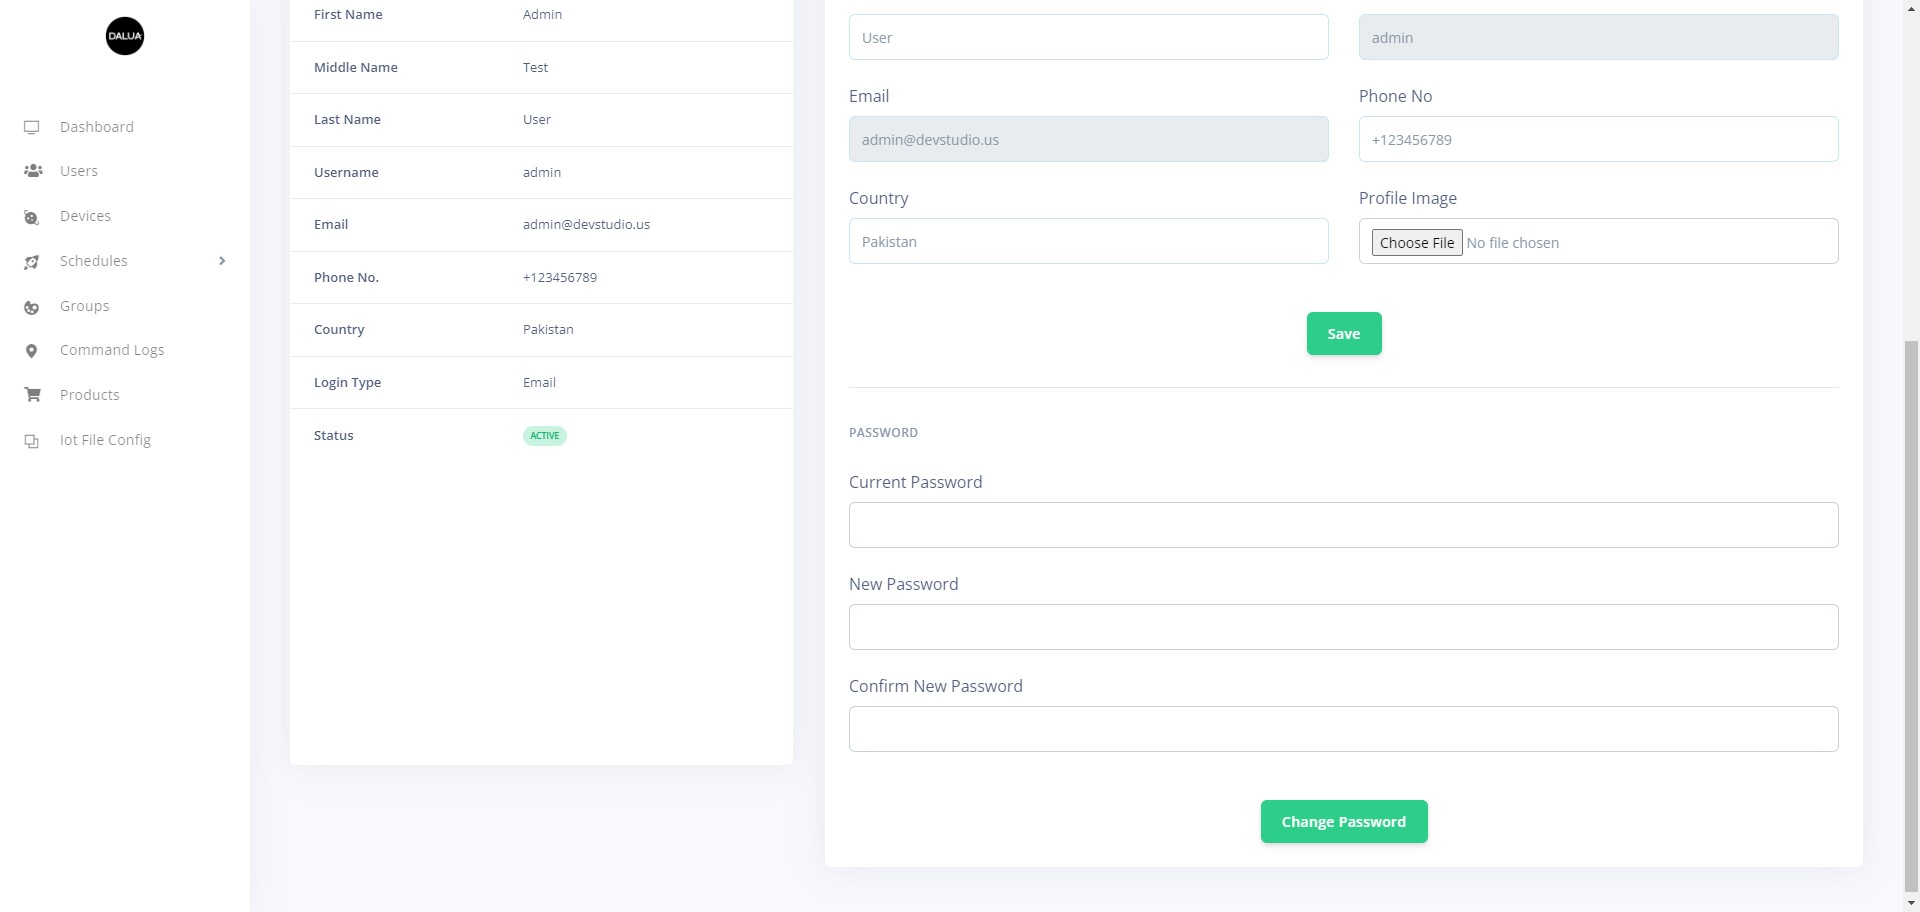 DALUA
Dashboard
Users
Devices
Schedules
Groups
Command Logs
Products
Iot File Config
First Name Admin
Middle Name Test
Last Name User
Username admin
Email admin@devstudio.us
Phone No. +123456789
Country Pakistan
Login Type Email
Status ACTIVE
User admin
Email Phone No
admin@devstudio.us +123456789
Country Profile Image
Pakistan Choose File No file chosen
Save
PASSWORD
Current Password
New Password
Confirm New Password
Change Password